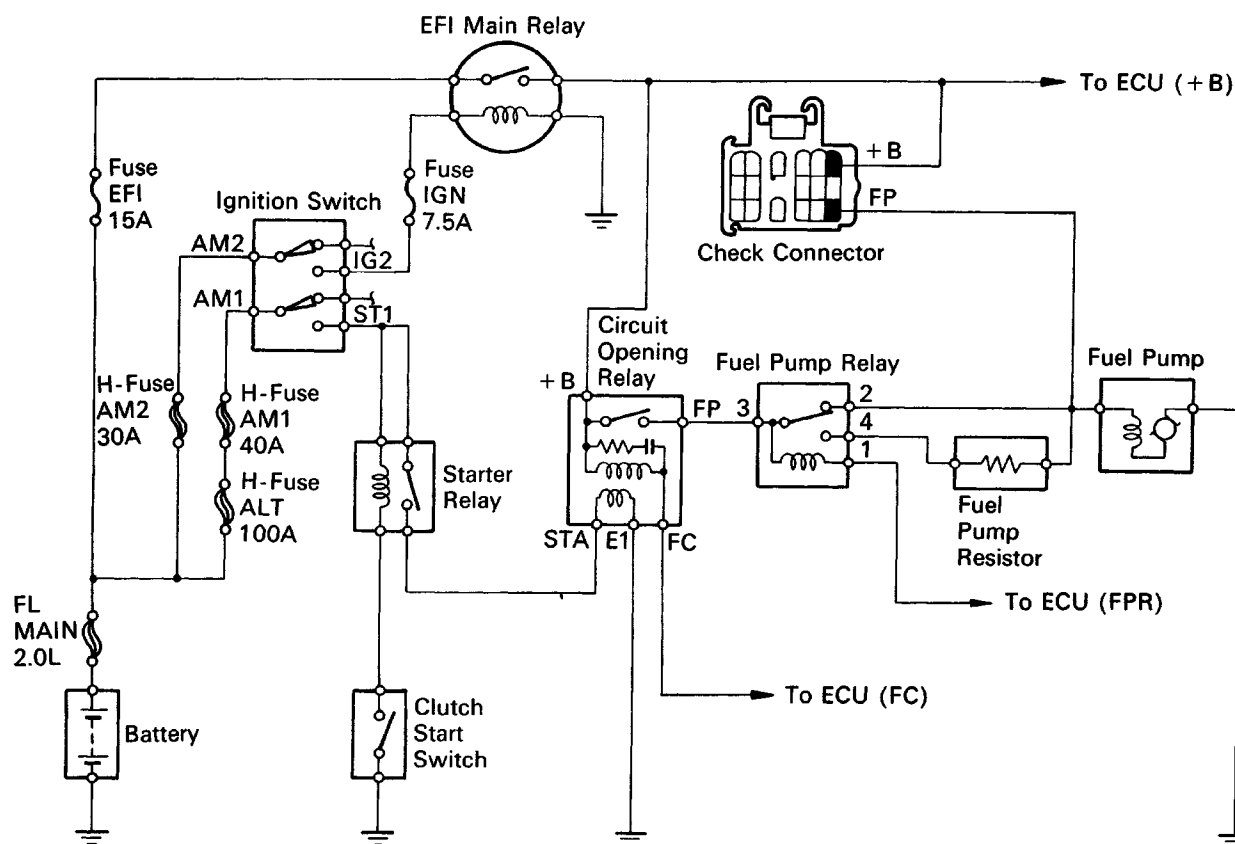 EFI Main Relay
To ECU (+B)
Fuse
EFI
15A
Fuse
IGN
7.5A
Ignition Switch
AM2
IG2
AM1
ST1
+B
FP
Check Connector
H-Fuse
AM2
30A
H-Fuse
AM1
40A
H-Fuse
ALT
100A
Starter
Relay
Circuit
Opening
Relay
+B
FP
STA
E1
FC
Fuel Pump Relay
3
2
4
1
Fuel Pump
Fuel
Pump
Resistor
To ECU (FPR)
To ECU (FC)
FL
MAIN
2.0L
Battery
Clutch
Start
Switch